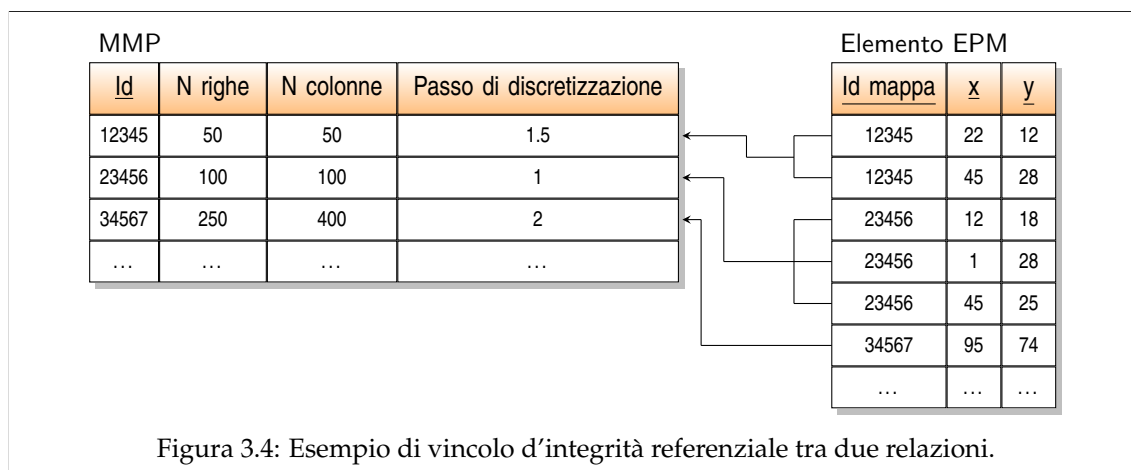 MMP
Id N righe N colonne Passo di discretizzazione
12345 50 50 1.5
23456 100 100 1
34567 250 400 2
... ... ... ...
Elemento EPM
Id mappa x y
12345 22 12
12345 45 28
23456 12 18
23456 1 28
23456 45 25
34567 95 74
... ... ...
Figura 3.4: Esempio di vincolo d'integrità referenziale tra due relazioni.